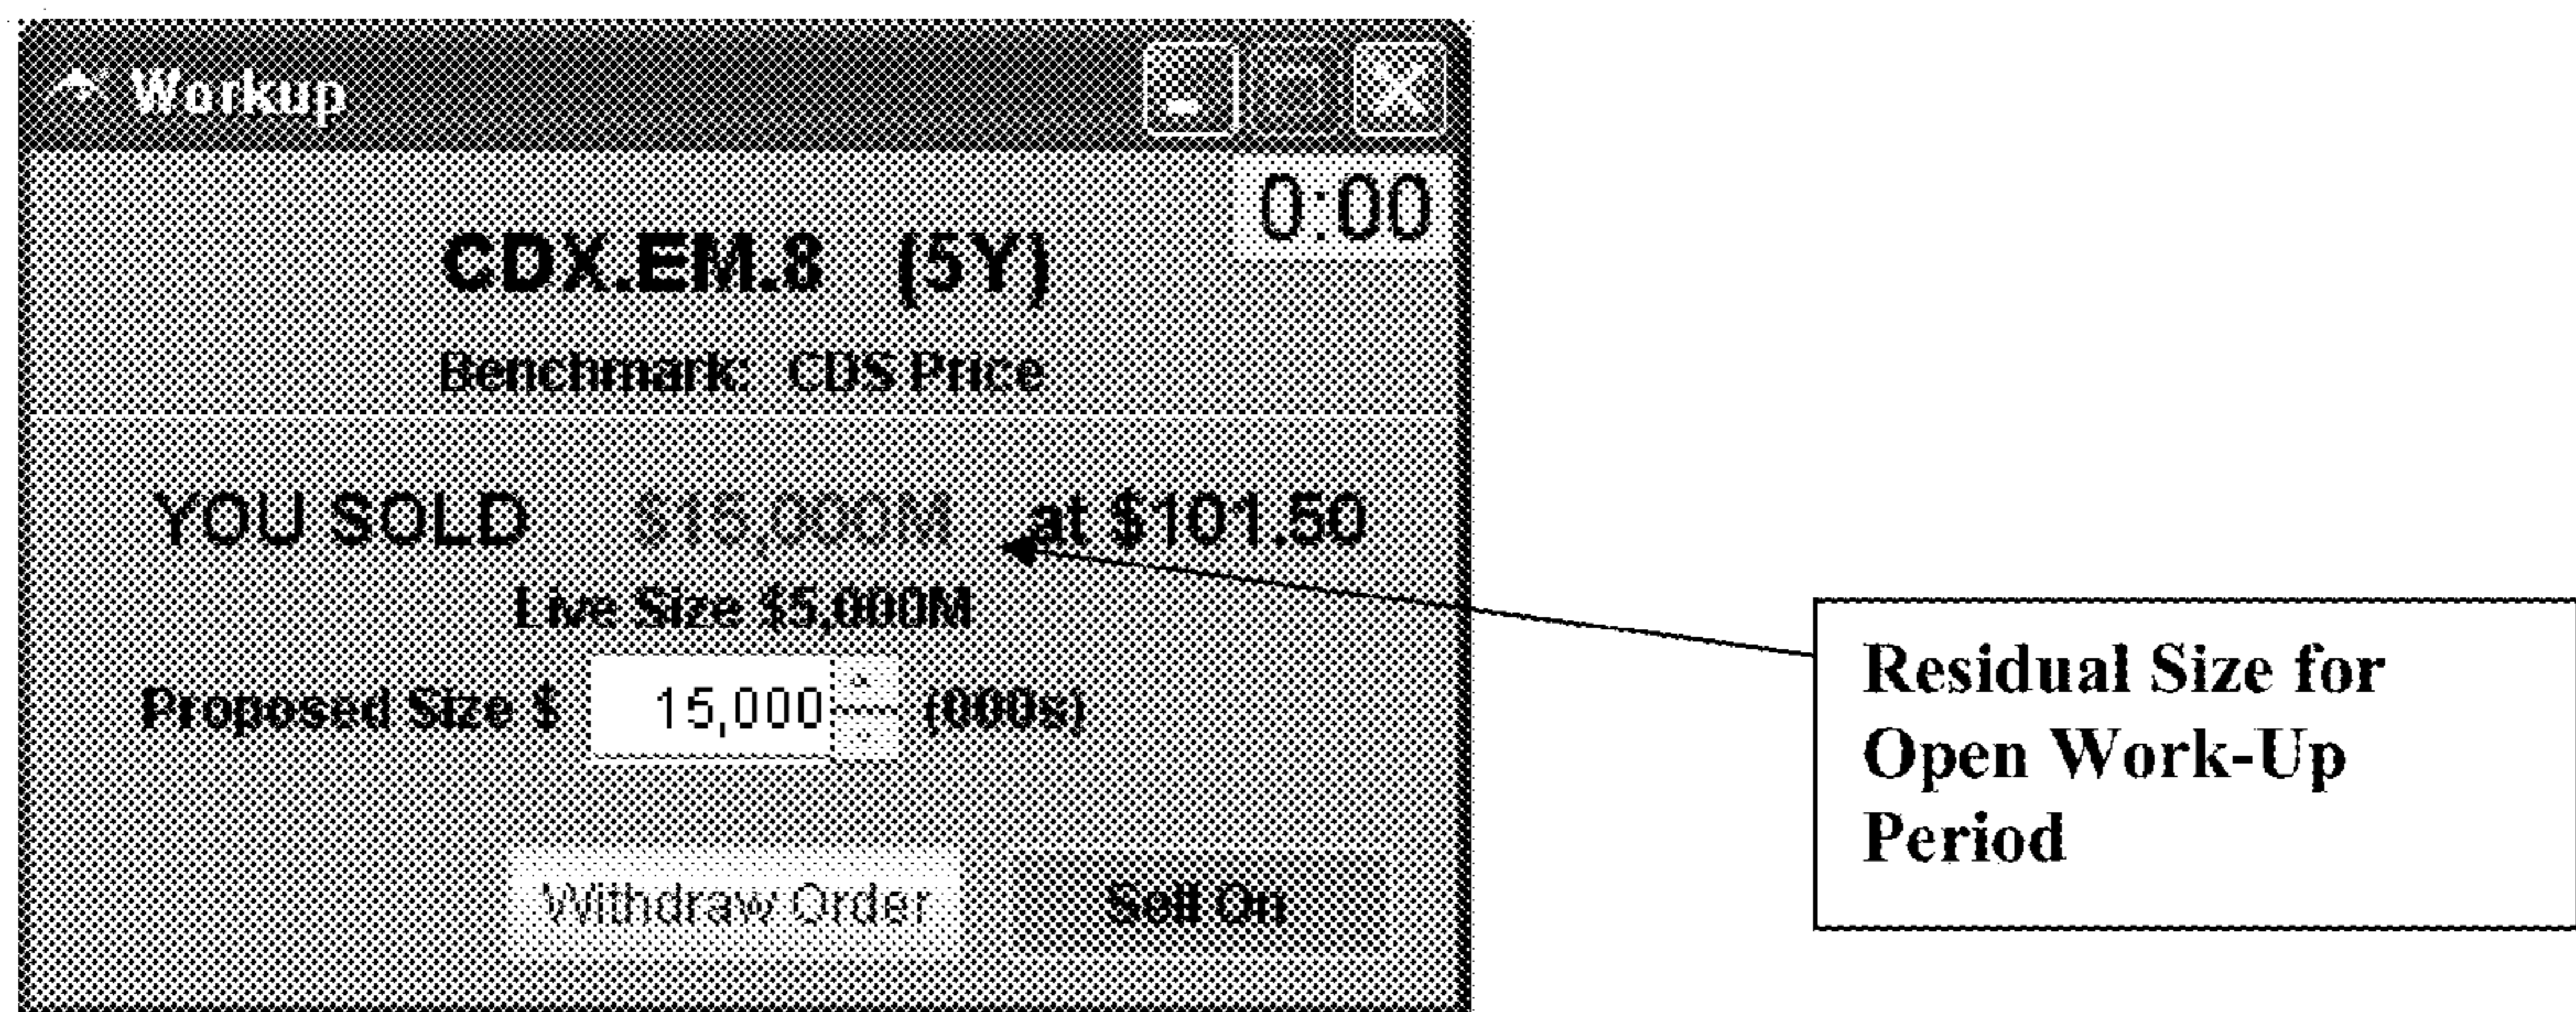 Workup
0:00
CDX.EM.8 (5Y)
Benchmark: CDS Price
YOU SOLD $15,000M at $101.50
Live Size $5,000M
Proposed Size $ 15,000 (000s)
Withdraw Order Sell On
Residual Size for
Open Work-Up
Period